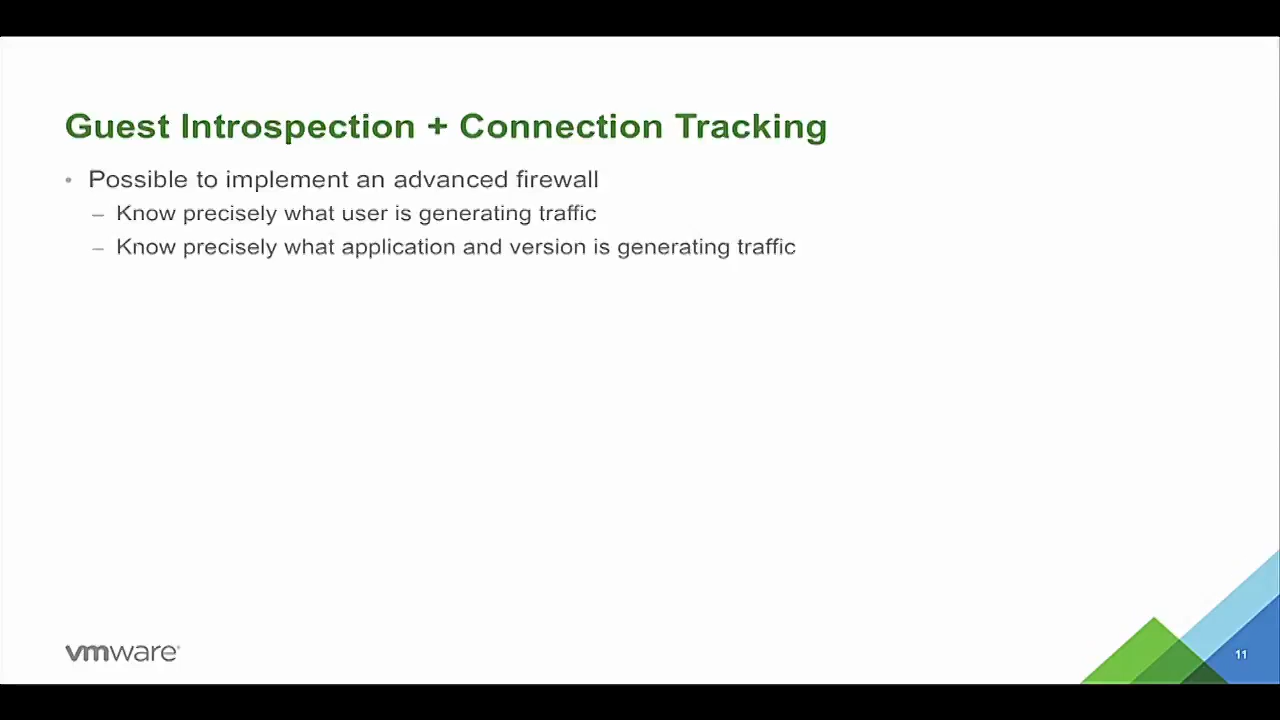 Guest Introspection + Connection Tracking
• Possible to implement an advanced firewall
– Know precisely what user is generating traffic
– Know precisely what application and version is generating traffic
vmware®
11